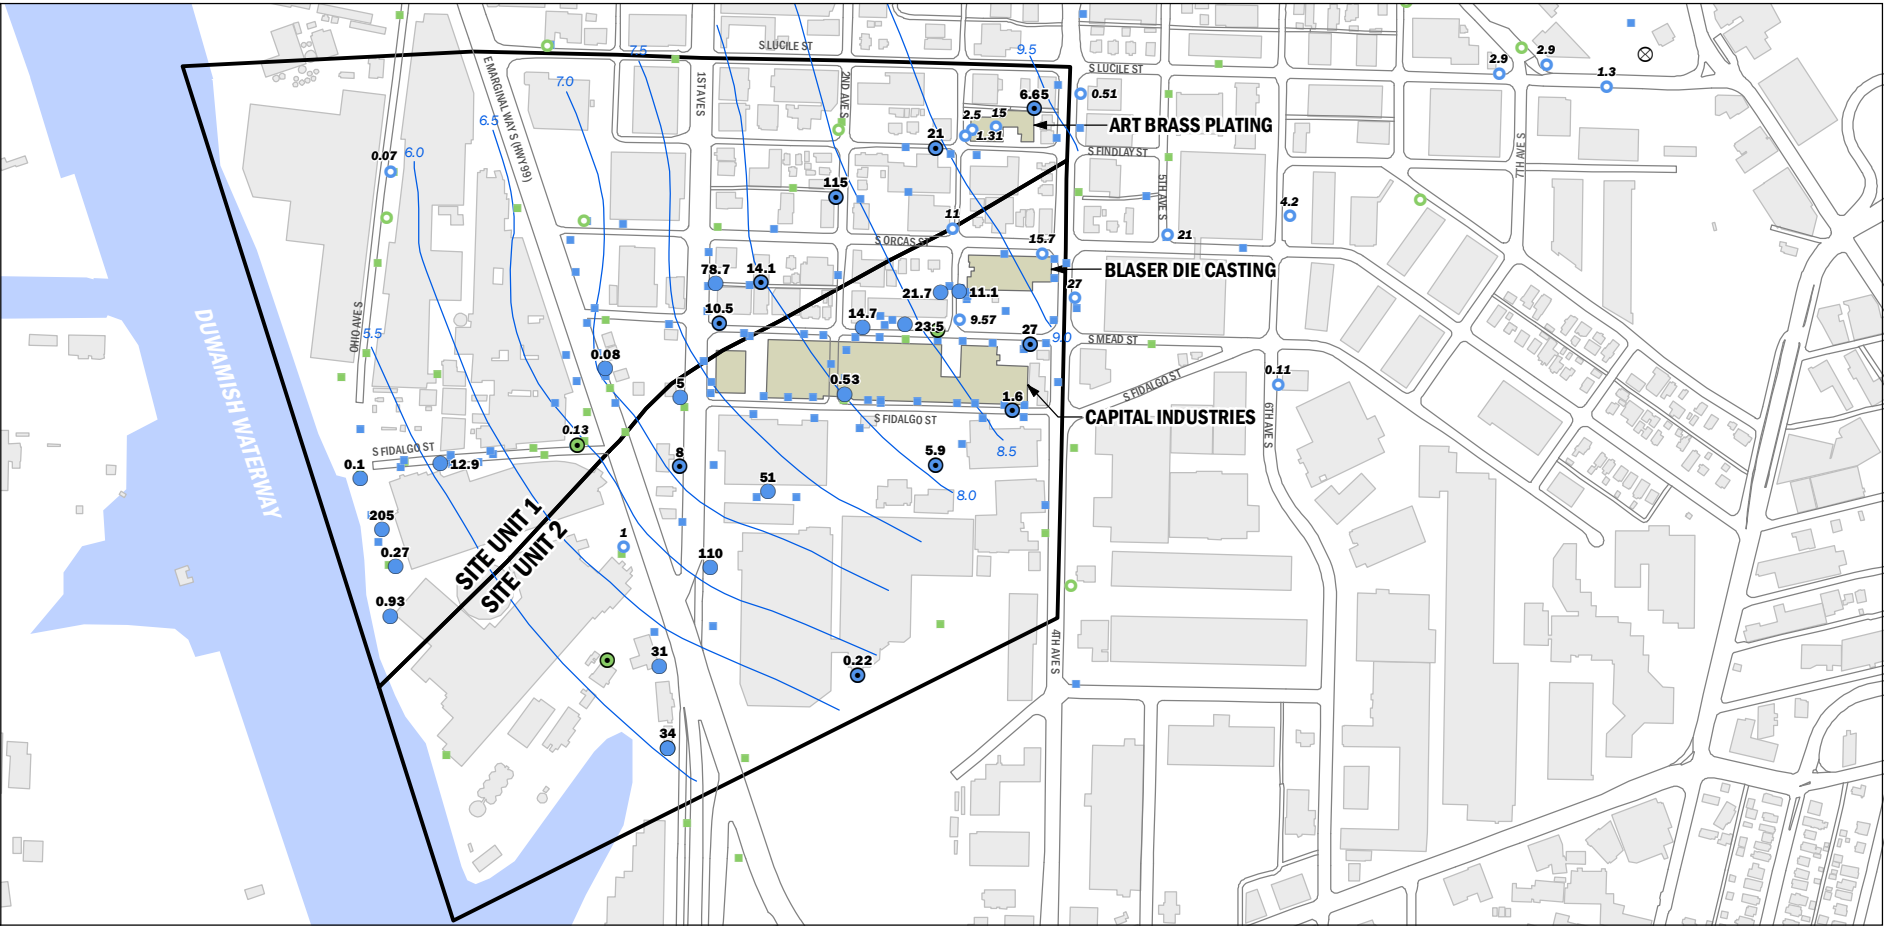 S LUCILE ST
7.5
9.5
2.9
2.9
1.3
7.0
E MARGINAL WAY S (HWY 99)
1ST AVE S
2ND AVE S
S LUCILE ST
6.65
0.51
2.5
15
1.31
ART BRASS PLATING
6.5
21
S FINDLAY ST
7TH AVE S
6.0
0.07
115
5TH AVE S
4.2
11
21
S ORCAS ST
15.7
78.7
14.1
BLASER DIE CASTING
27
21.7
11.1
10.5
14.7
23.5
9.57
27
9.0
S MEAD ST
OHIO AVE S
5.5
DUWAMISH WATERWAY
0.08
5
0.53
1.6
S FIDALGO ST
0.11
6TH AVE S
CAPITAL INDUSTRIES
S FIDALGO ST
0.13
S FIDALGO ST
8.5
0.1
12.9
8
5.9
51
8.0
205
SITE UNIT 1
SITE UNIT 2
1
0.27
110
0.93
4TH AVE S
31
0.22
34